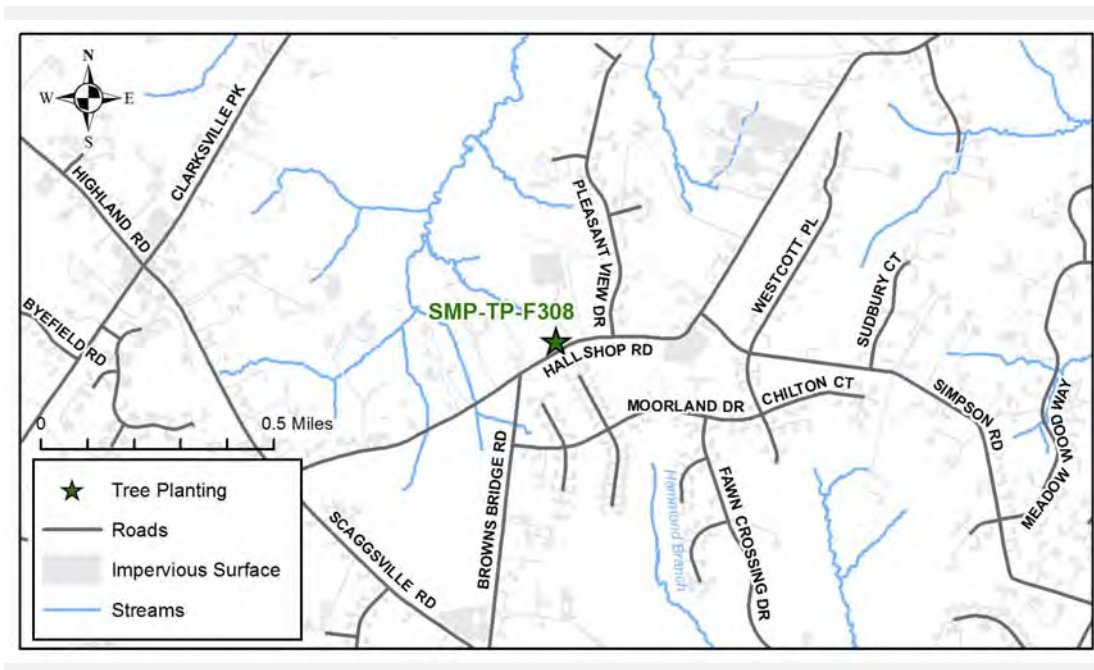 N
W E
S
CLARKSVILLE PK
HIGHLAND RD
BYEFIELD RD
PLEASANT VIEW DR
WESTCOTT PL
SUDBURY CT
SMP-TP-F308
HALL SHOP RD
MOORLAND DR
CHILTON CT
SIMPSON RD
MEADOW WOOD WAY
BROWNS BRIDGE RD
FAWN CROSSING DR
Hammond Branch
SCAGGSVILLE RD
0 0.5 Miles
Tree Planting
Roads
Impervious Surface
Streams